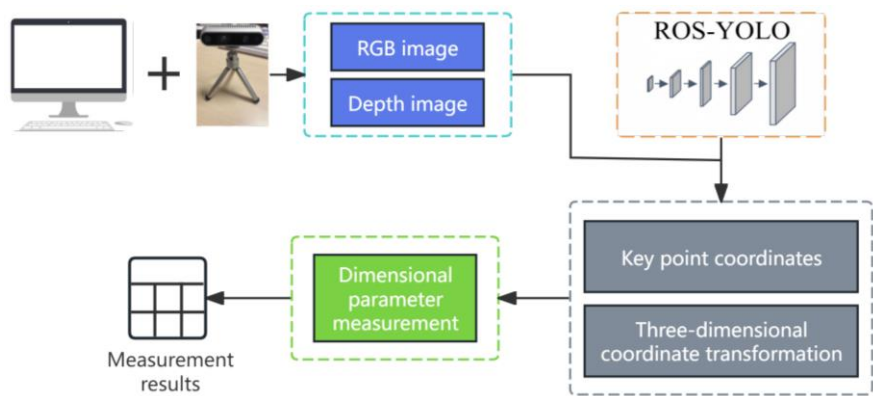 RGB image
Depth image
ROS-YOLO
Key point coordinates
Three-dimensional
coordinate transformation
Dimensional
parameter
measurement
Measurement
results